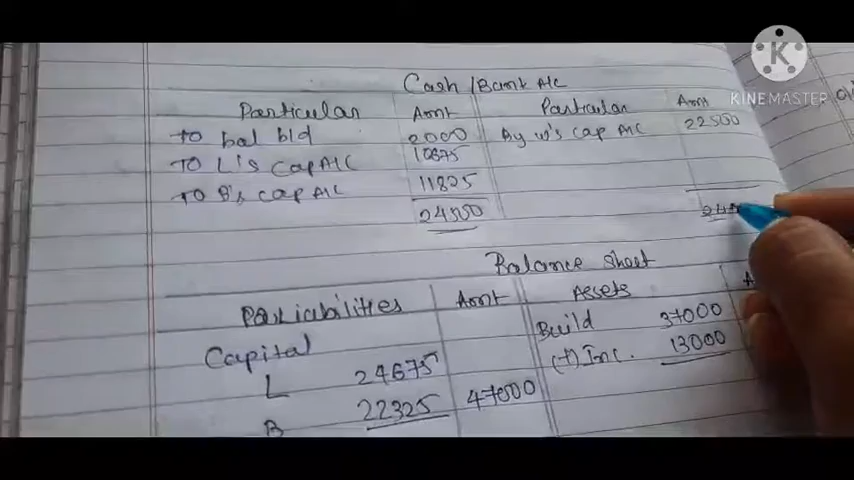 K
KINEMASTER
Cash / Bank A/c
Particular Amt Particular Amt
To bal b/d 2000 By W's Cap A/c 22500
To L's Cap A/C 10675
To B's Cap A/c 11825
24500 245
Balance Sheet
Liabilities Amt Assets
Capital Build 37000
L 24675 (+) Inc. 13000
B 22325 47000